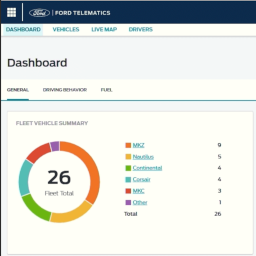 Ford | FORD TELEMATICS
DASHBOARD VEHICLES LIVE MAP DRIVERS
Dashboard
GENERAL DRIVING BEHAVIOR FUEL
FLEET VEHICLE SUMMARY
26
Fleet Total
MKZ 9
Nautilus 5
Continental 4
Corsair 4
MKC 3
Other 1
Total 26